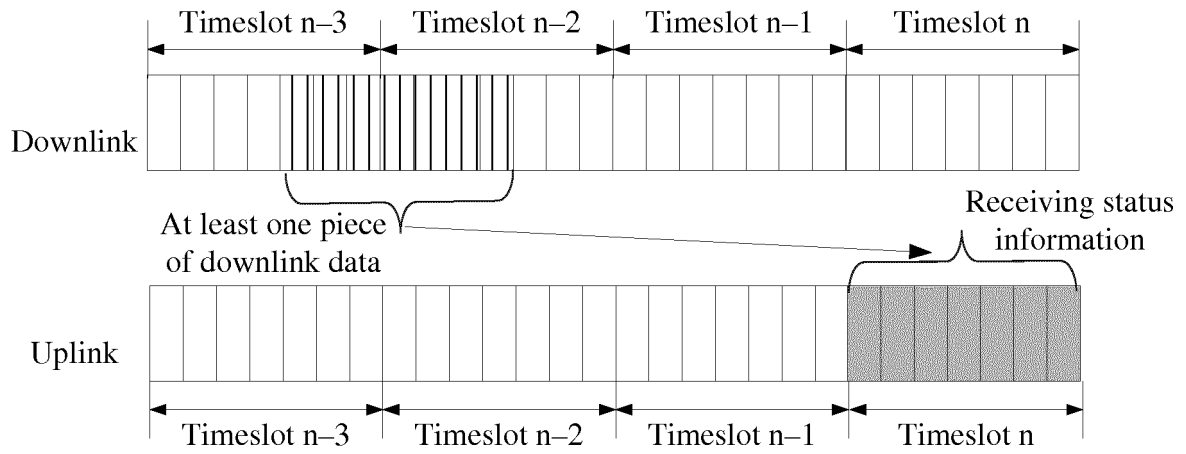 Timeslot n–3
Timeslot n–2
Timeslot n–1
Timeslot n
Downlink
At least one piece
of downlink data
Receiving status
information
Uplink
Timeslot n–3
Timeslot n–2
Timeslot n–1
Timeslot n